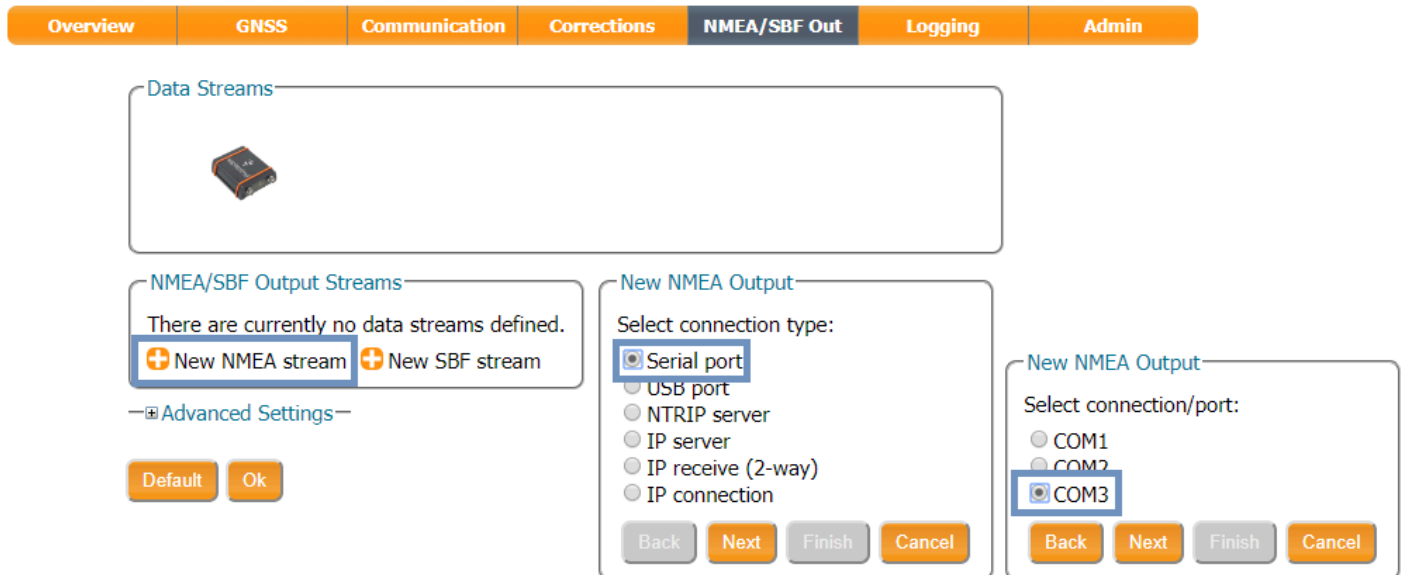 Overview GNSS Communication Corrections NMEA/SBF Out Logging Admin
Data Streams
NMEA/SBF Output Streams
There are currently no data streams defined.
New NMEA stream New SBF stream
Advanced Settings
Default Ok
New NMEA Output
Select connection type:
Serial port
USB port
NTRIP server
IP server
IP receive (2-way)
IP connection
Back Next Finish Cancel
New NMEA Output
Select connection/port:
COM1
COM2
COM3
Back Next Finish Cancel